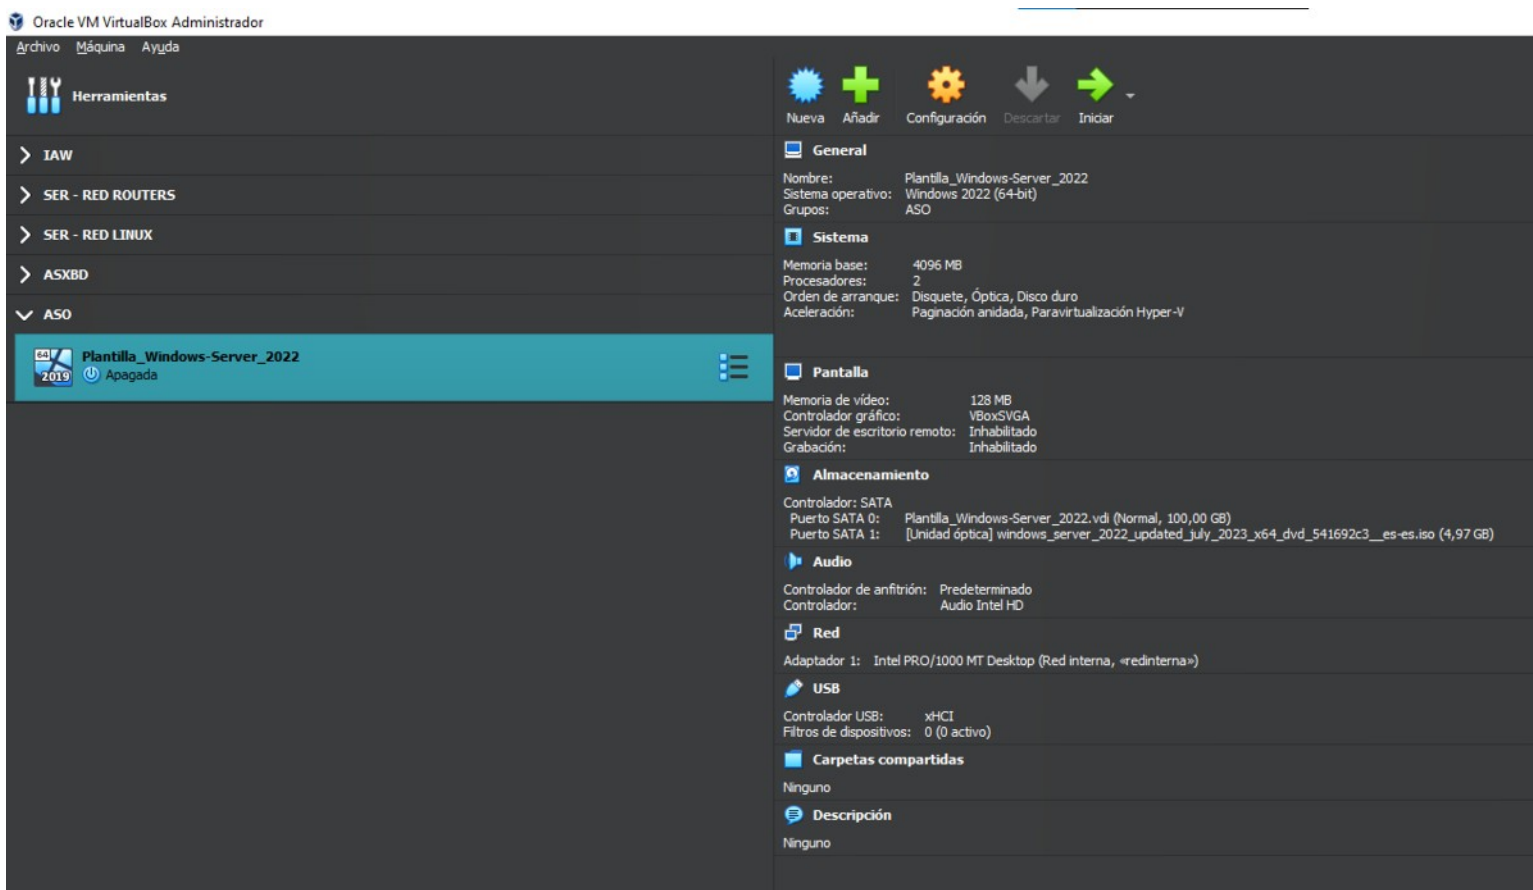 Oracle VM VirtualBox Administrador
Archivo Máquina Ayuda
Herramientas
IAW
SER - RED ROUTERS
SER - RED LINUX
ASXBD
ASO
64
2019
Plantilla_Windows-Server_2022
Apagada
Nueva Añadir Configuración Descartar Iniciar
General
Nombre: Plantilla_Windows-Server_2022
Sistema operativo: Windows 2022 (64-bit)
Grupos: ASO
Sistema
Memoria base: 4096 MB
Procesadores: 2
Orden de arranque: Disquete, Óptica, Disco duro
Aceleración: Paginación anidada, Paravirtualización Hyper-V
Pantalla
Memoria de vídeo: 128 MB
Controlador gráfico: VBoxSVGA
Servidor de escritorio remoto: Inhabilitado
Grabación: Inhabilitado
Almacenamiento
Controlador: SATA
Puerto SATA 0: Plantilla_Windows-Server_2022.vdi (Normal, 100,00 GB)
Puerto SATA 1: [Unidad óptica] windows_server_2022_updated_july_2023_x64_dvd_541692c3__es-es.iso (4,97 GB)
Audio
Controlador de anfitrión: Predeterminado
Controlador: Audio Intel HD
Red
Adaptador 1: Intel PRO/1000 MT Desktop (Red interna, «redinterna»)
USB
Controlador USB: xHCI
Filtros de dispositivos: 0 (0 activo)
Carpetas compartidas
Ninguno
Descripción
Ninguno